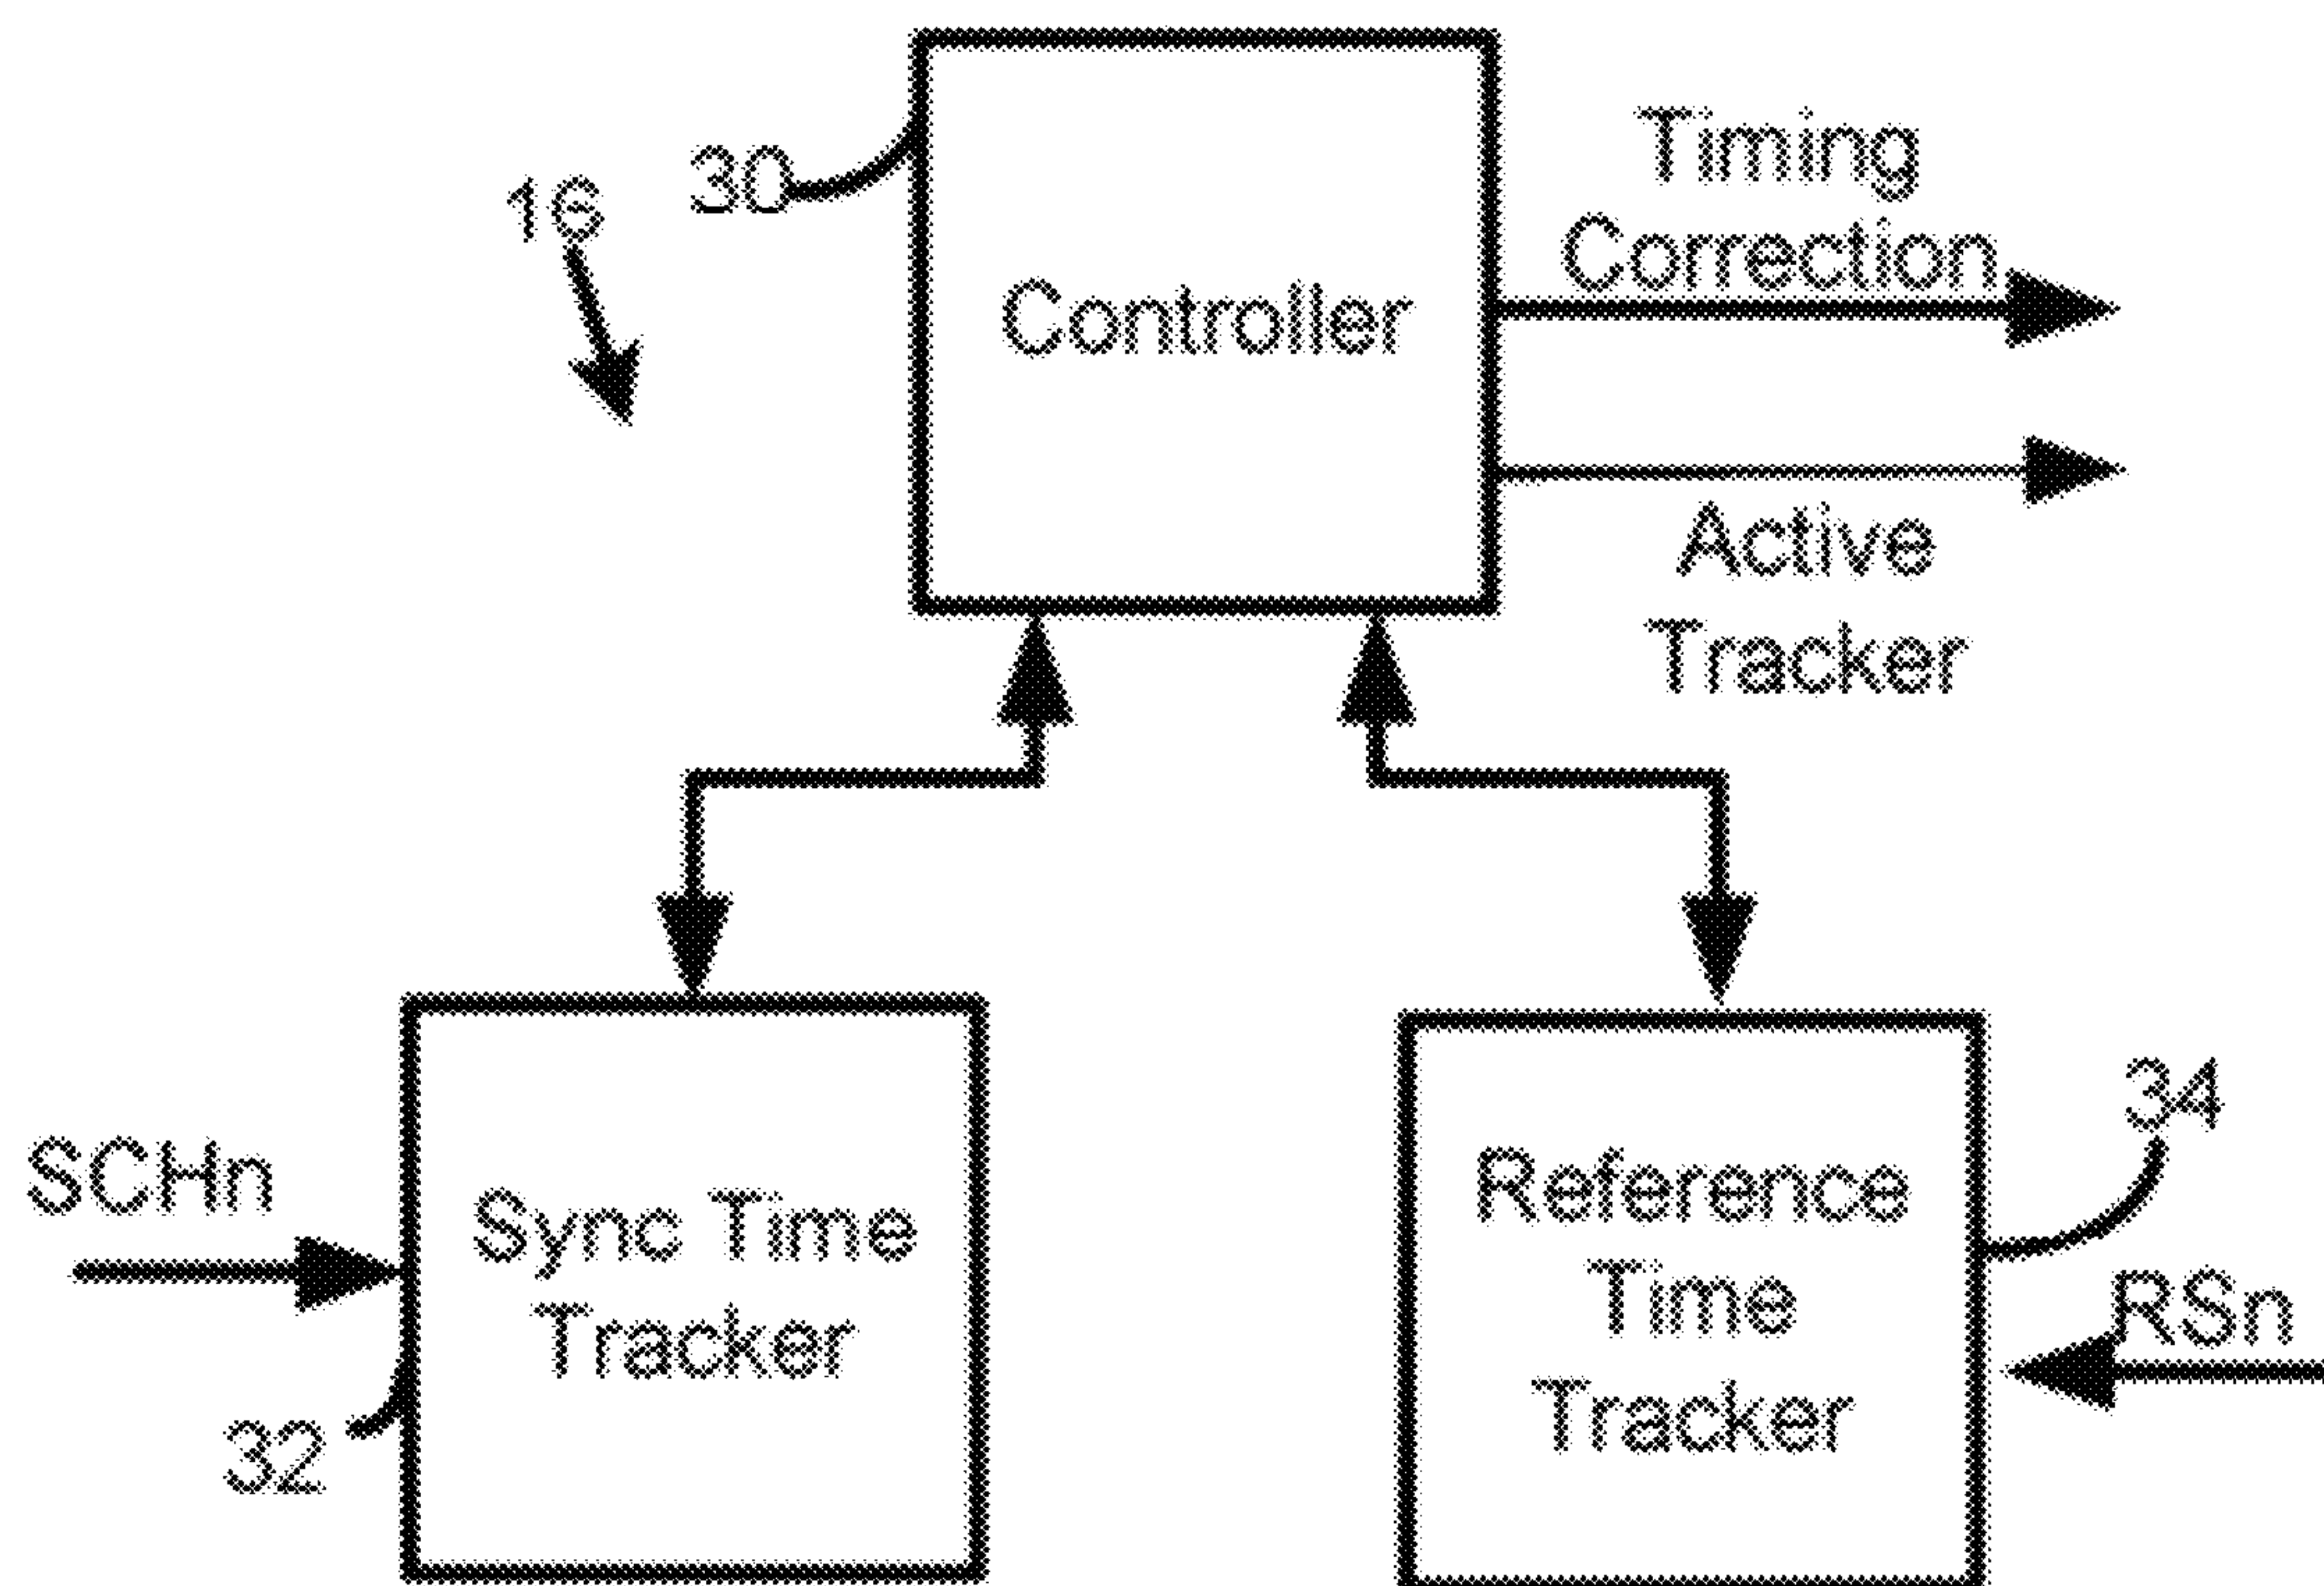 16
30
Controller
Timing
Correction
Active
Tracker
SCHn
Sync Time
Tracker
32
Reference
Time
Tracker
34
RSn